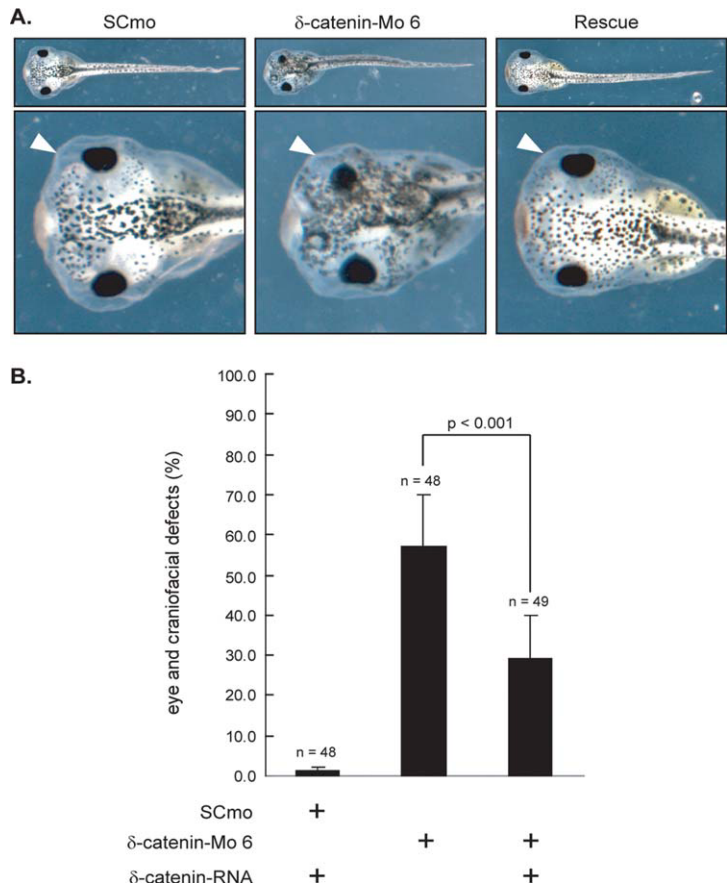 A.
SCmo δ-catenin-Mo 6 Rescue
B.
100.0
90.0
80.0
70.0
60.0
50.0
40.0
30.0
20.0
10.0
0.0
eye and craniofacial defects (%)
p < 0.001
n = 48
n = 49
n = 48
SCmo +
δ-catenin-Mo 6 + +
δ-catenin-RNA + +